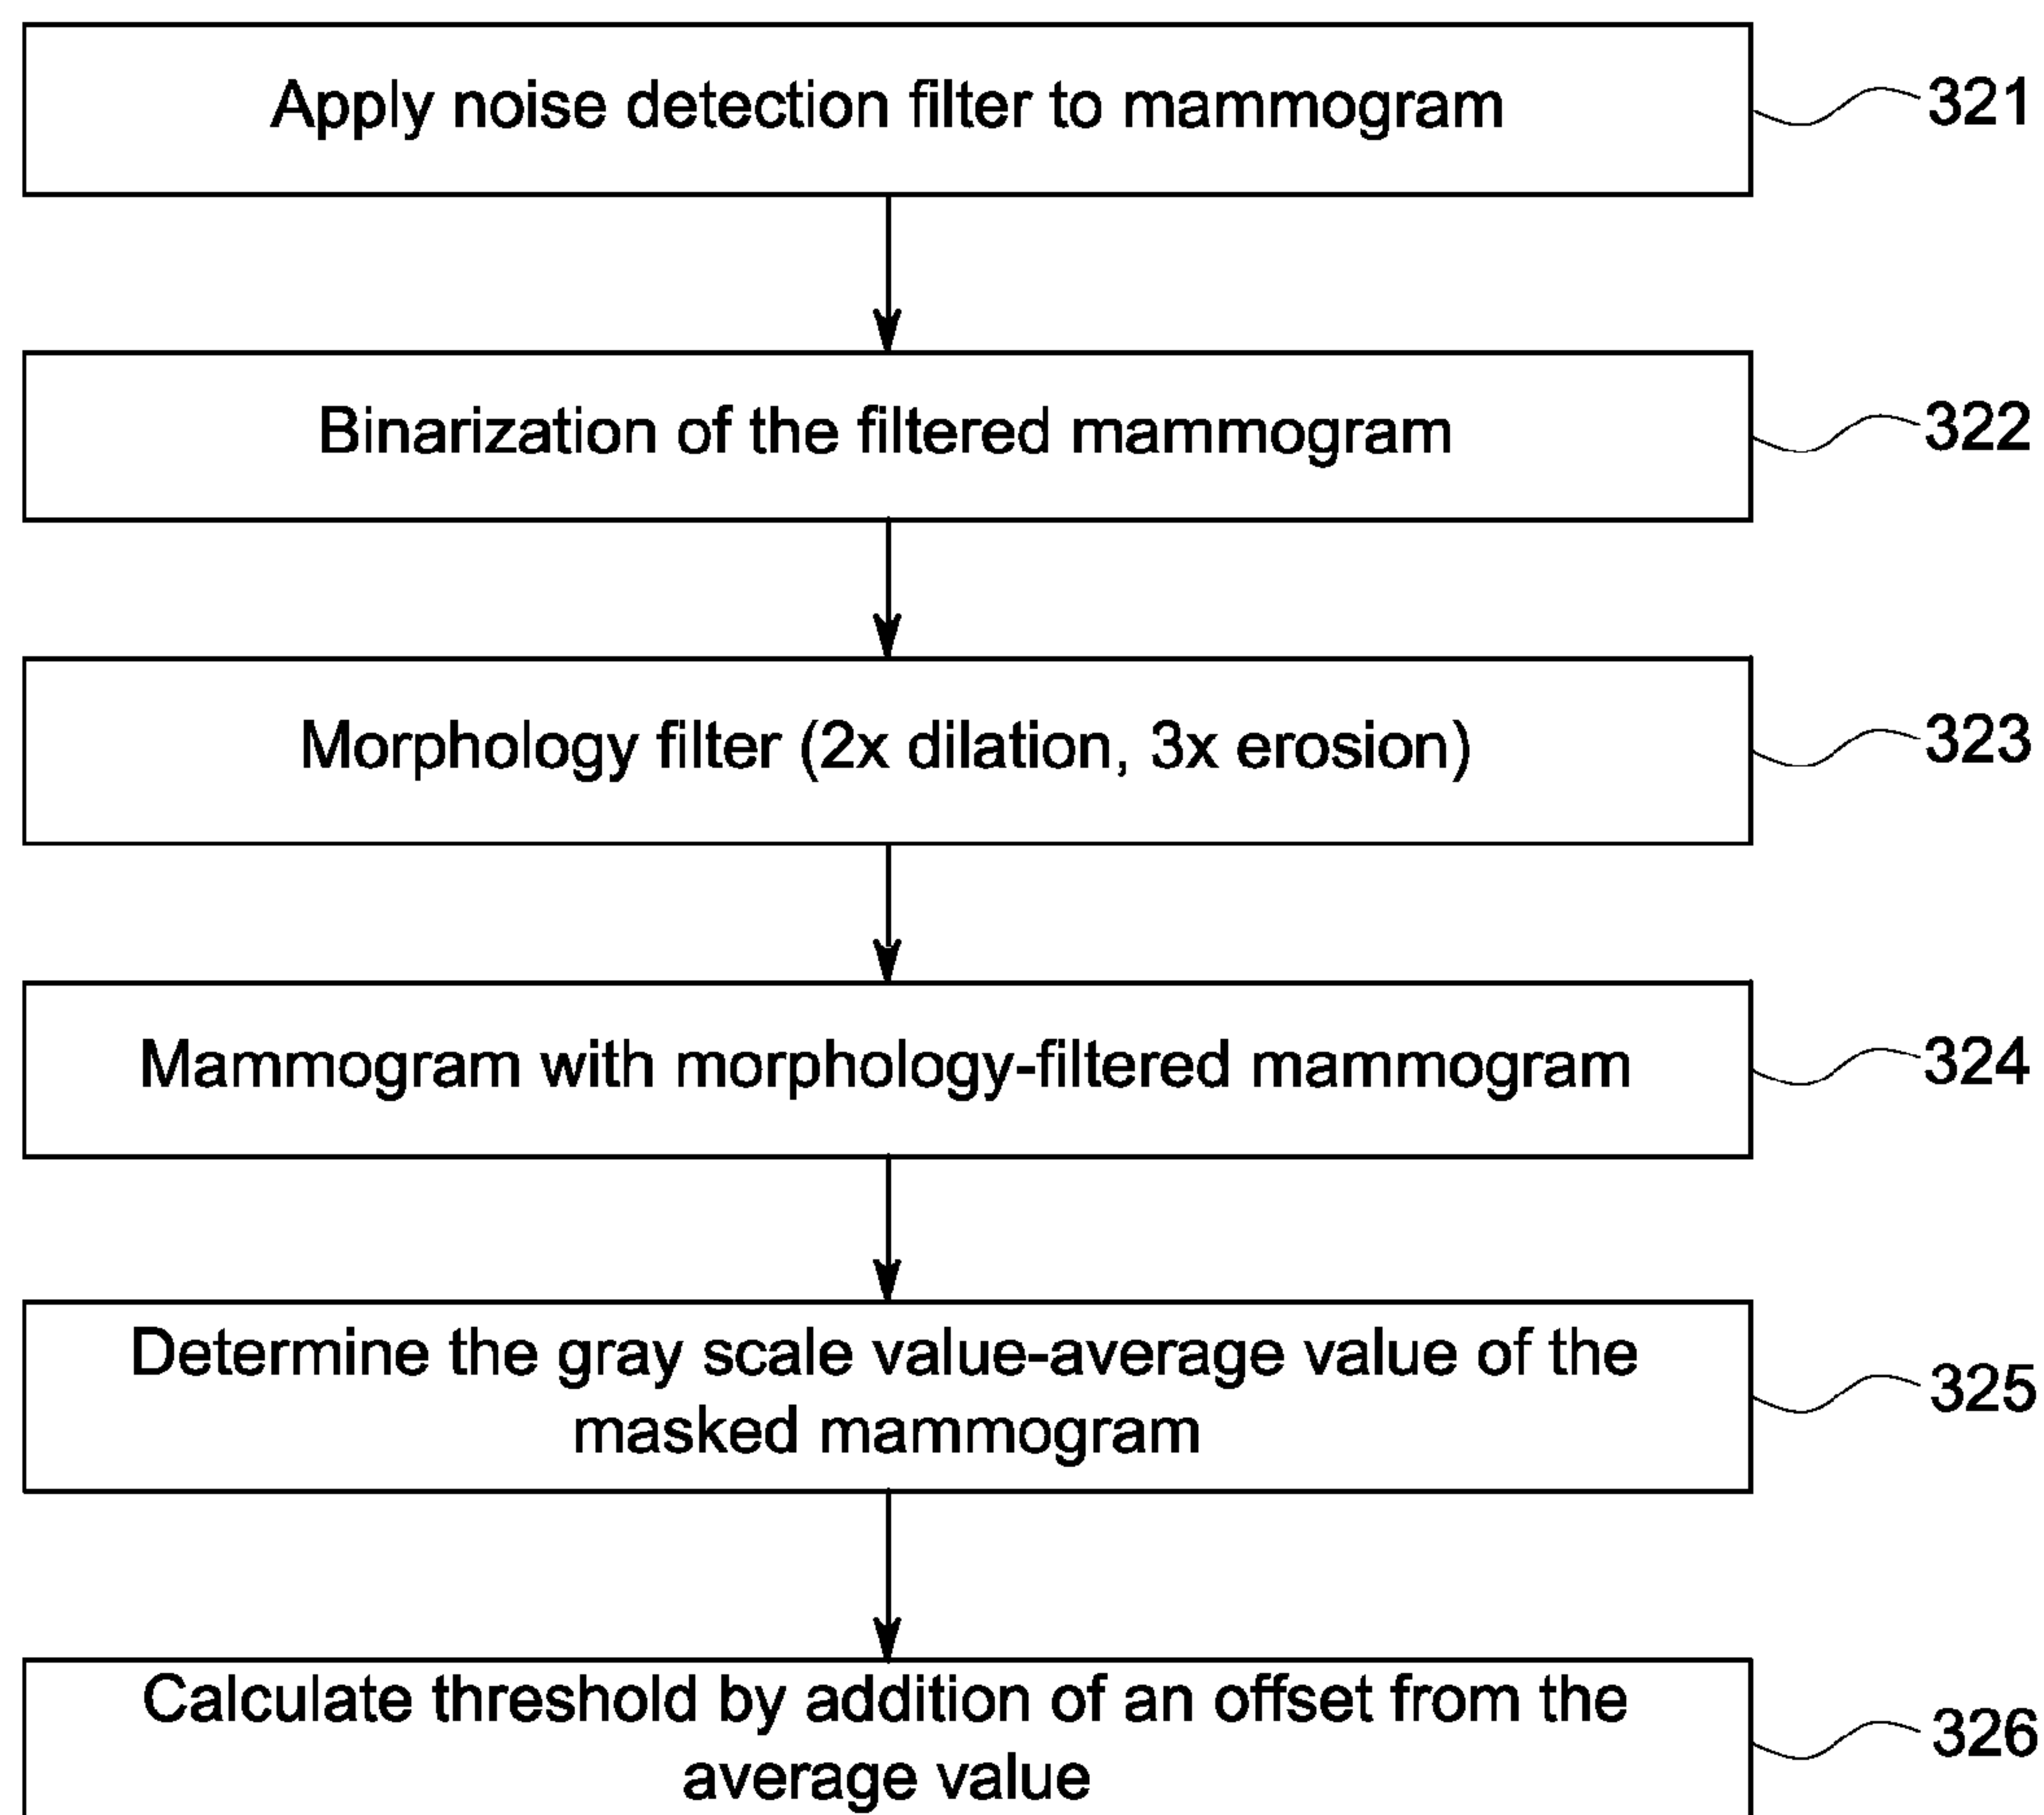 Apply noise detection filter to mammogram
321
Binarization of the filtered mammogram
322
Morphology filter (2x dilation, 3x erosion)
323
Mammogram with morphology-filtered mammogram
324
Determine the gray scale value-average value of the
masked mammogram
325
Calculate threshold by addition of an offset from the
average value
326